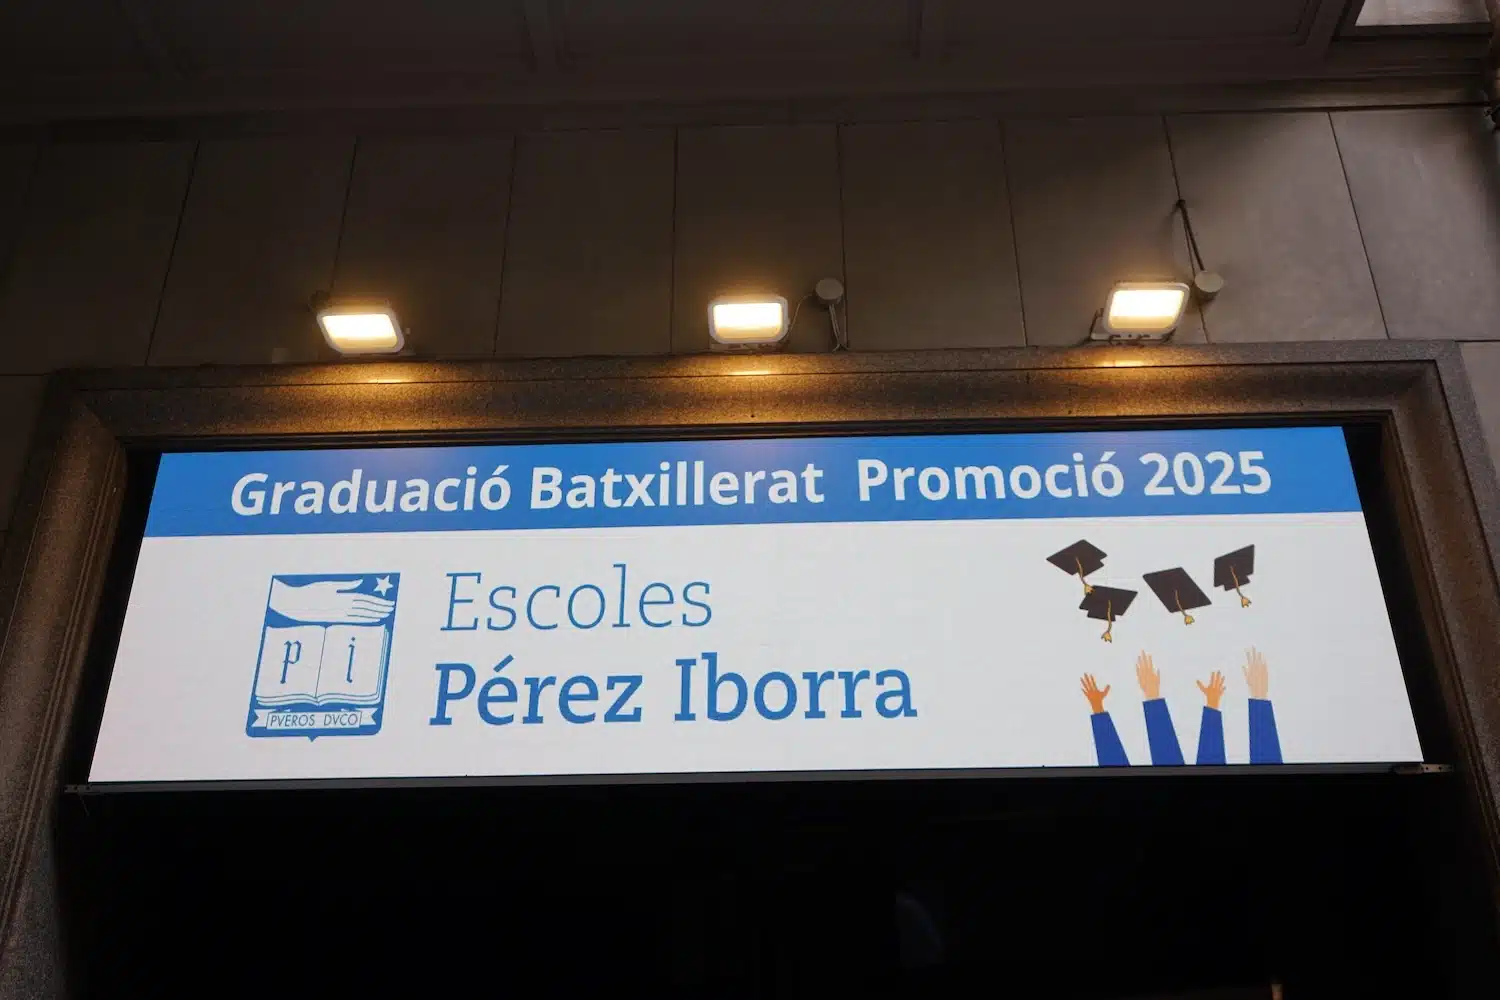 Graduació Batxillerat Promoció 2025
Escoles
Pérez Iborra
p i
PVEROS DVCO